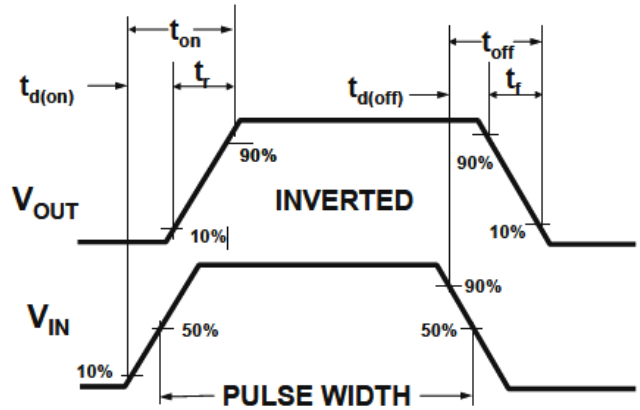 t_on t_off
t_d(on) t_r t_d(off) t_f
90% 90%
V_OUT INVERTED
10% 10%
90%
V_IN 50% 50%
10%
PULSE WIDTH